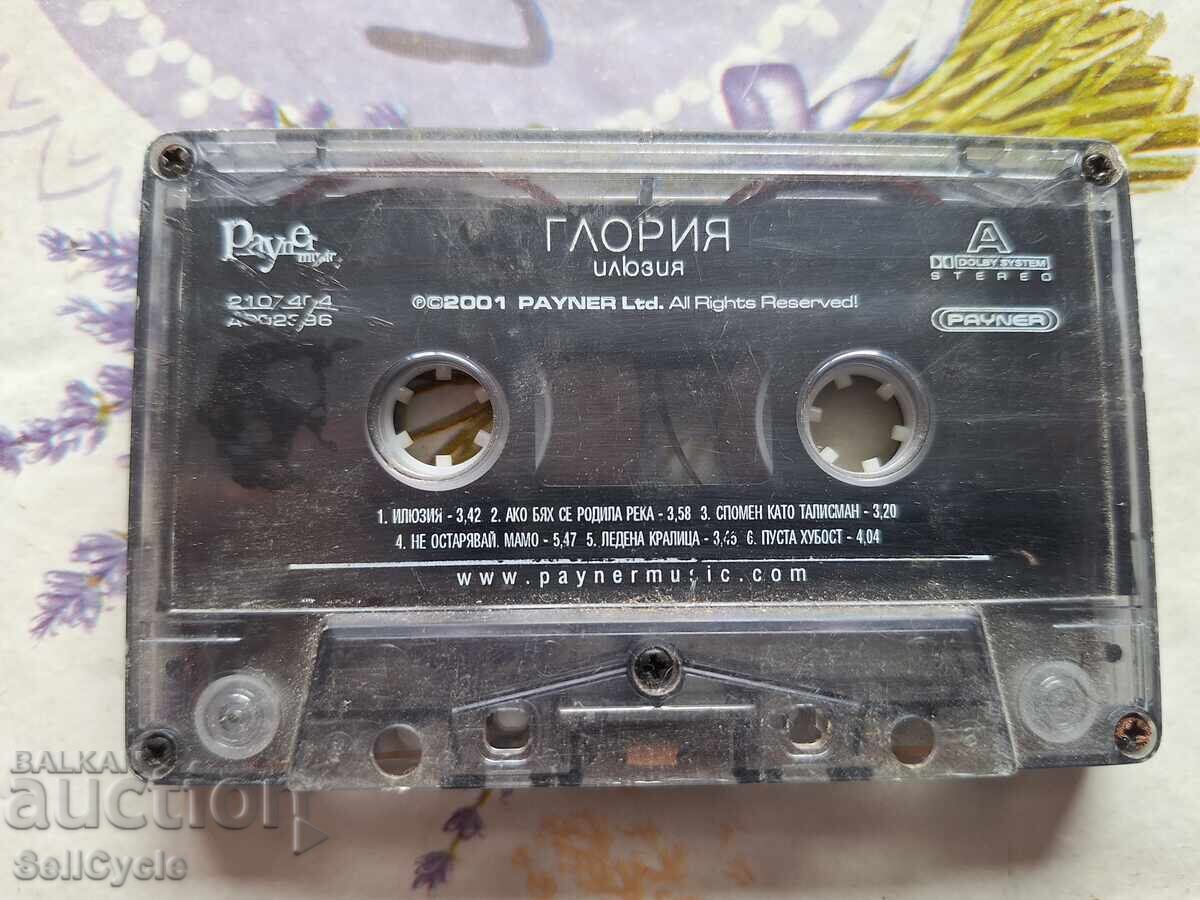 Payner
music
ГЛОРИЯ
илюзия
A
DOLBY SYSTEM
STEREO
2107404
℗©2001 PAYNER Ltd. All Rights Reserved!
PAYNER
1. ИЛЮЗИЯ - 3,42 2. АКО БЯХ СЕ РОДИЛА РЕКА - 3,58 3. СПОМЕН КАТО ТАЛИСМАН - 3,20
4. НЕ ОСТАРЯВАЙ, МАМО - 5,47 5. ЛЕДЕНА КРАЛИЦА - 6. ПУСТА ХУБОСТ - 4,04
www.paynermusic.com
BALKAN
auction
SellCycle